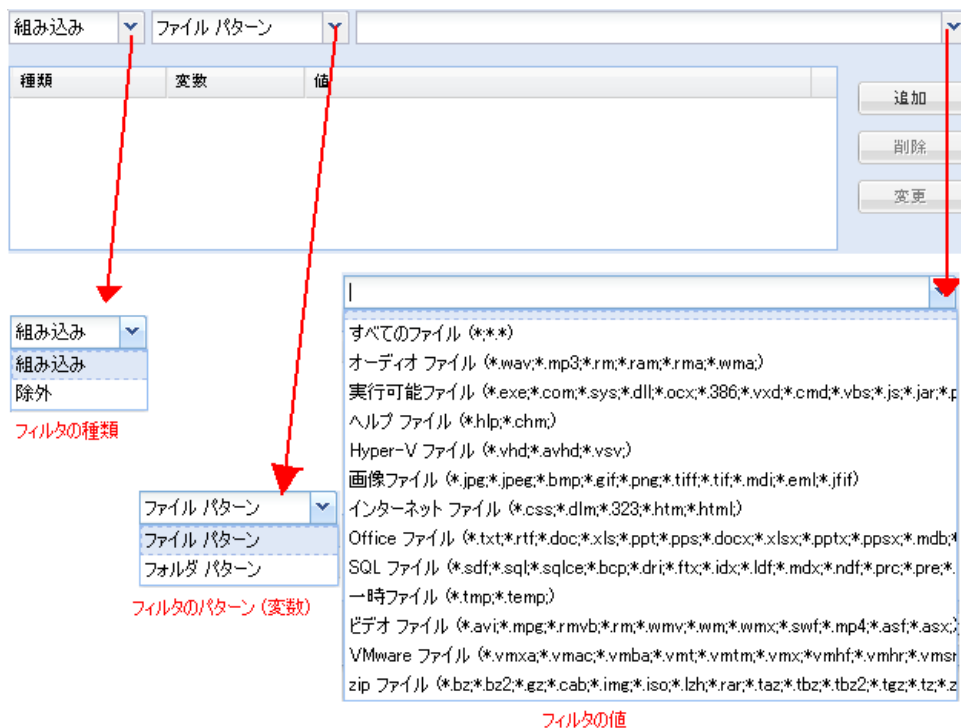 組み込み ファイル パターン
種類 変数 値
追加
削除
変更
組み込み
組み込み
除外
フィルタの種類
ファイル パターン
ファイル パターン
フォルダ パターン
フィルタのパターン (変数)
すべてのファイル (*;*.*)
オーディオ ファイル (*.wav;*.mp3;*.rm;*.ram;*.rma;*.wma;)
実行可能ファイル (*.exe;*.com;*.sys;*.dll;*.ocx;*.386;*.vxd;*.cmd;*.vbs;*.js;*.jar;*.p
ヘルプ ファイル (*.hlp;*.chm;)
Hyper-V ファイル (*.vhd;*.avhd;*.vsv;)
画像ファイル (*.jpg;*.jpeg;*.bmp;*.gif;*.png;*.tiff;*.tif;*.mdi;*.eml;*.jfif)
インターネット ファイル (*.css;*.dlm;*.323;*.htm;*.html;)
Office ファイル (*.txt;*.rtf;*.doc;*.xls;*.ppt;*.pps;*.docx;*.xlsx;*.pptx;*.ppsx;*.mdb;*
SQL ファイル (*.sdf;*.sql;*.sqlce;*.bcp;*.dri;*.ftx;*.idx;*.ldf;*.mdx;*.ndf;*.prc;*.pre;*.
一時ファイル (*.tmp;*.temp;)
ビデオ ファイル (*.avi;*.mpg;*.rmvb;*.rm;*.wmv;*.wm;*.wmx;*.swf;*.mp4;*.asf;*.asx;)
VMware ファイル (*.vmxa;*.vmac;*.vmba;*.vmt;*.vmtm;*.vmx;*vmhf;*.vmhr;*.vmsn
zip ファイル (*.bz;*.bz2;*.gz;*.cab;*.img;*.iso;*.lzh;*.rar;*.taz;*.tbz;*.tbz2;*.tgz;*.tz;*.z
フィルタの値